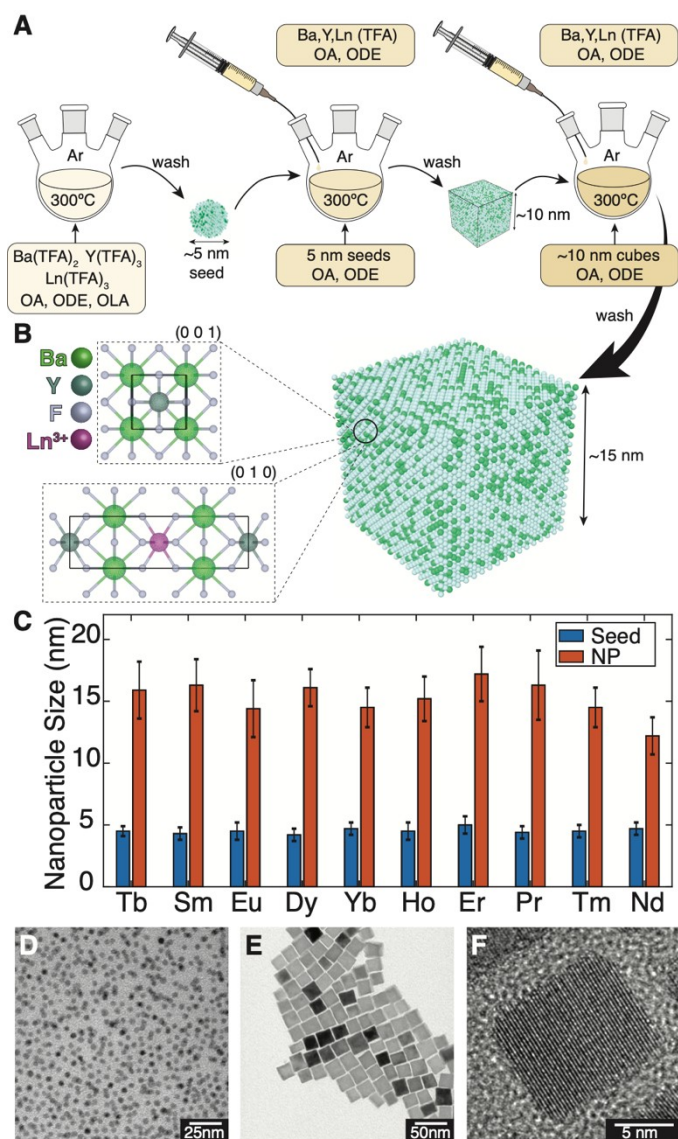 A
Ba,Y,Ln (TFA)
OA, ODE
Ba,Y,Ln (TFA)
OA, ODE
Ar
300ºC
wash
~5 nm
seed
Ar
300ºC
wash
~10 nm
Ar
300ºC
Ba(TFA)₂ Y(TFA)₃
Ln(TFA)₃
OA, ODE, OLA
5 nm seeds
OA, ODE
~10 nm cubes
OA, ODE
wash
B
Ba
Y
F
Ln³⁺
(0 0 1)
(0 1 0)
~15 nm
C
Nanoparticle Size (nm)
20
15
10
5
0
Seed
NP
Tb Sm Eu Dy Yb Ho Er Pr Tm Nd
D
25nm
E
50nm
F
5 nm